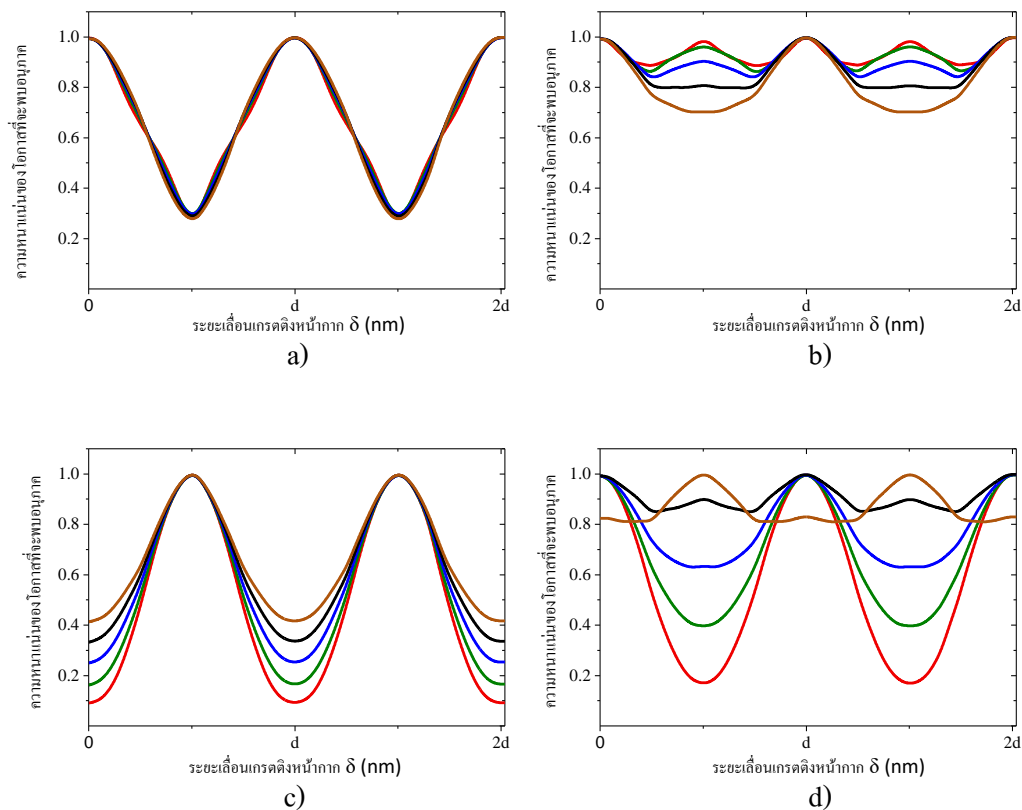 ความหนาแน่นของโอกาสที่จะพบอนุภาค
1.0
0.8
0.6
0.4
0.2
0
d
2d
ระยะเลื่อนเกรตติงหน้ากาก δ (nm)
a)
ความหนาแน่นของโอกาสที่จะพบอนุภาค
1.0
0.8
0.6
0.4
0.2
0
d
2d
ระยะเลื่อนเกรตติงหน้ากาก δ (nm)
b)
ความหนาแน่นของโอกาสที่จะพบอนุภาค
1.0
0.8
0.6
0.4
0.2
0
d
2d
ระยะเลื่อนเกรตติงหน้ากาก δ (nm)
c)
ความหนาแน่นของโอกาสที่จะพบอนุภาค
1.0
0.8
0.6
0.4
0.2
0
d
2d
ระยะเลื่อนเกรตติงหน้ากาก δ (nm)
d)